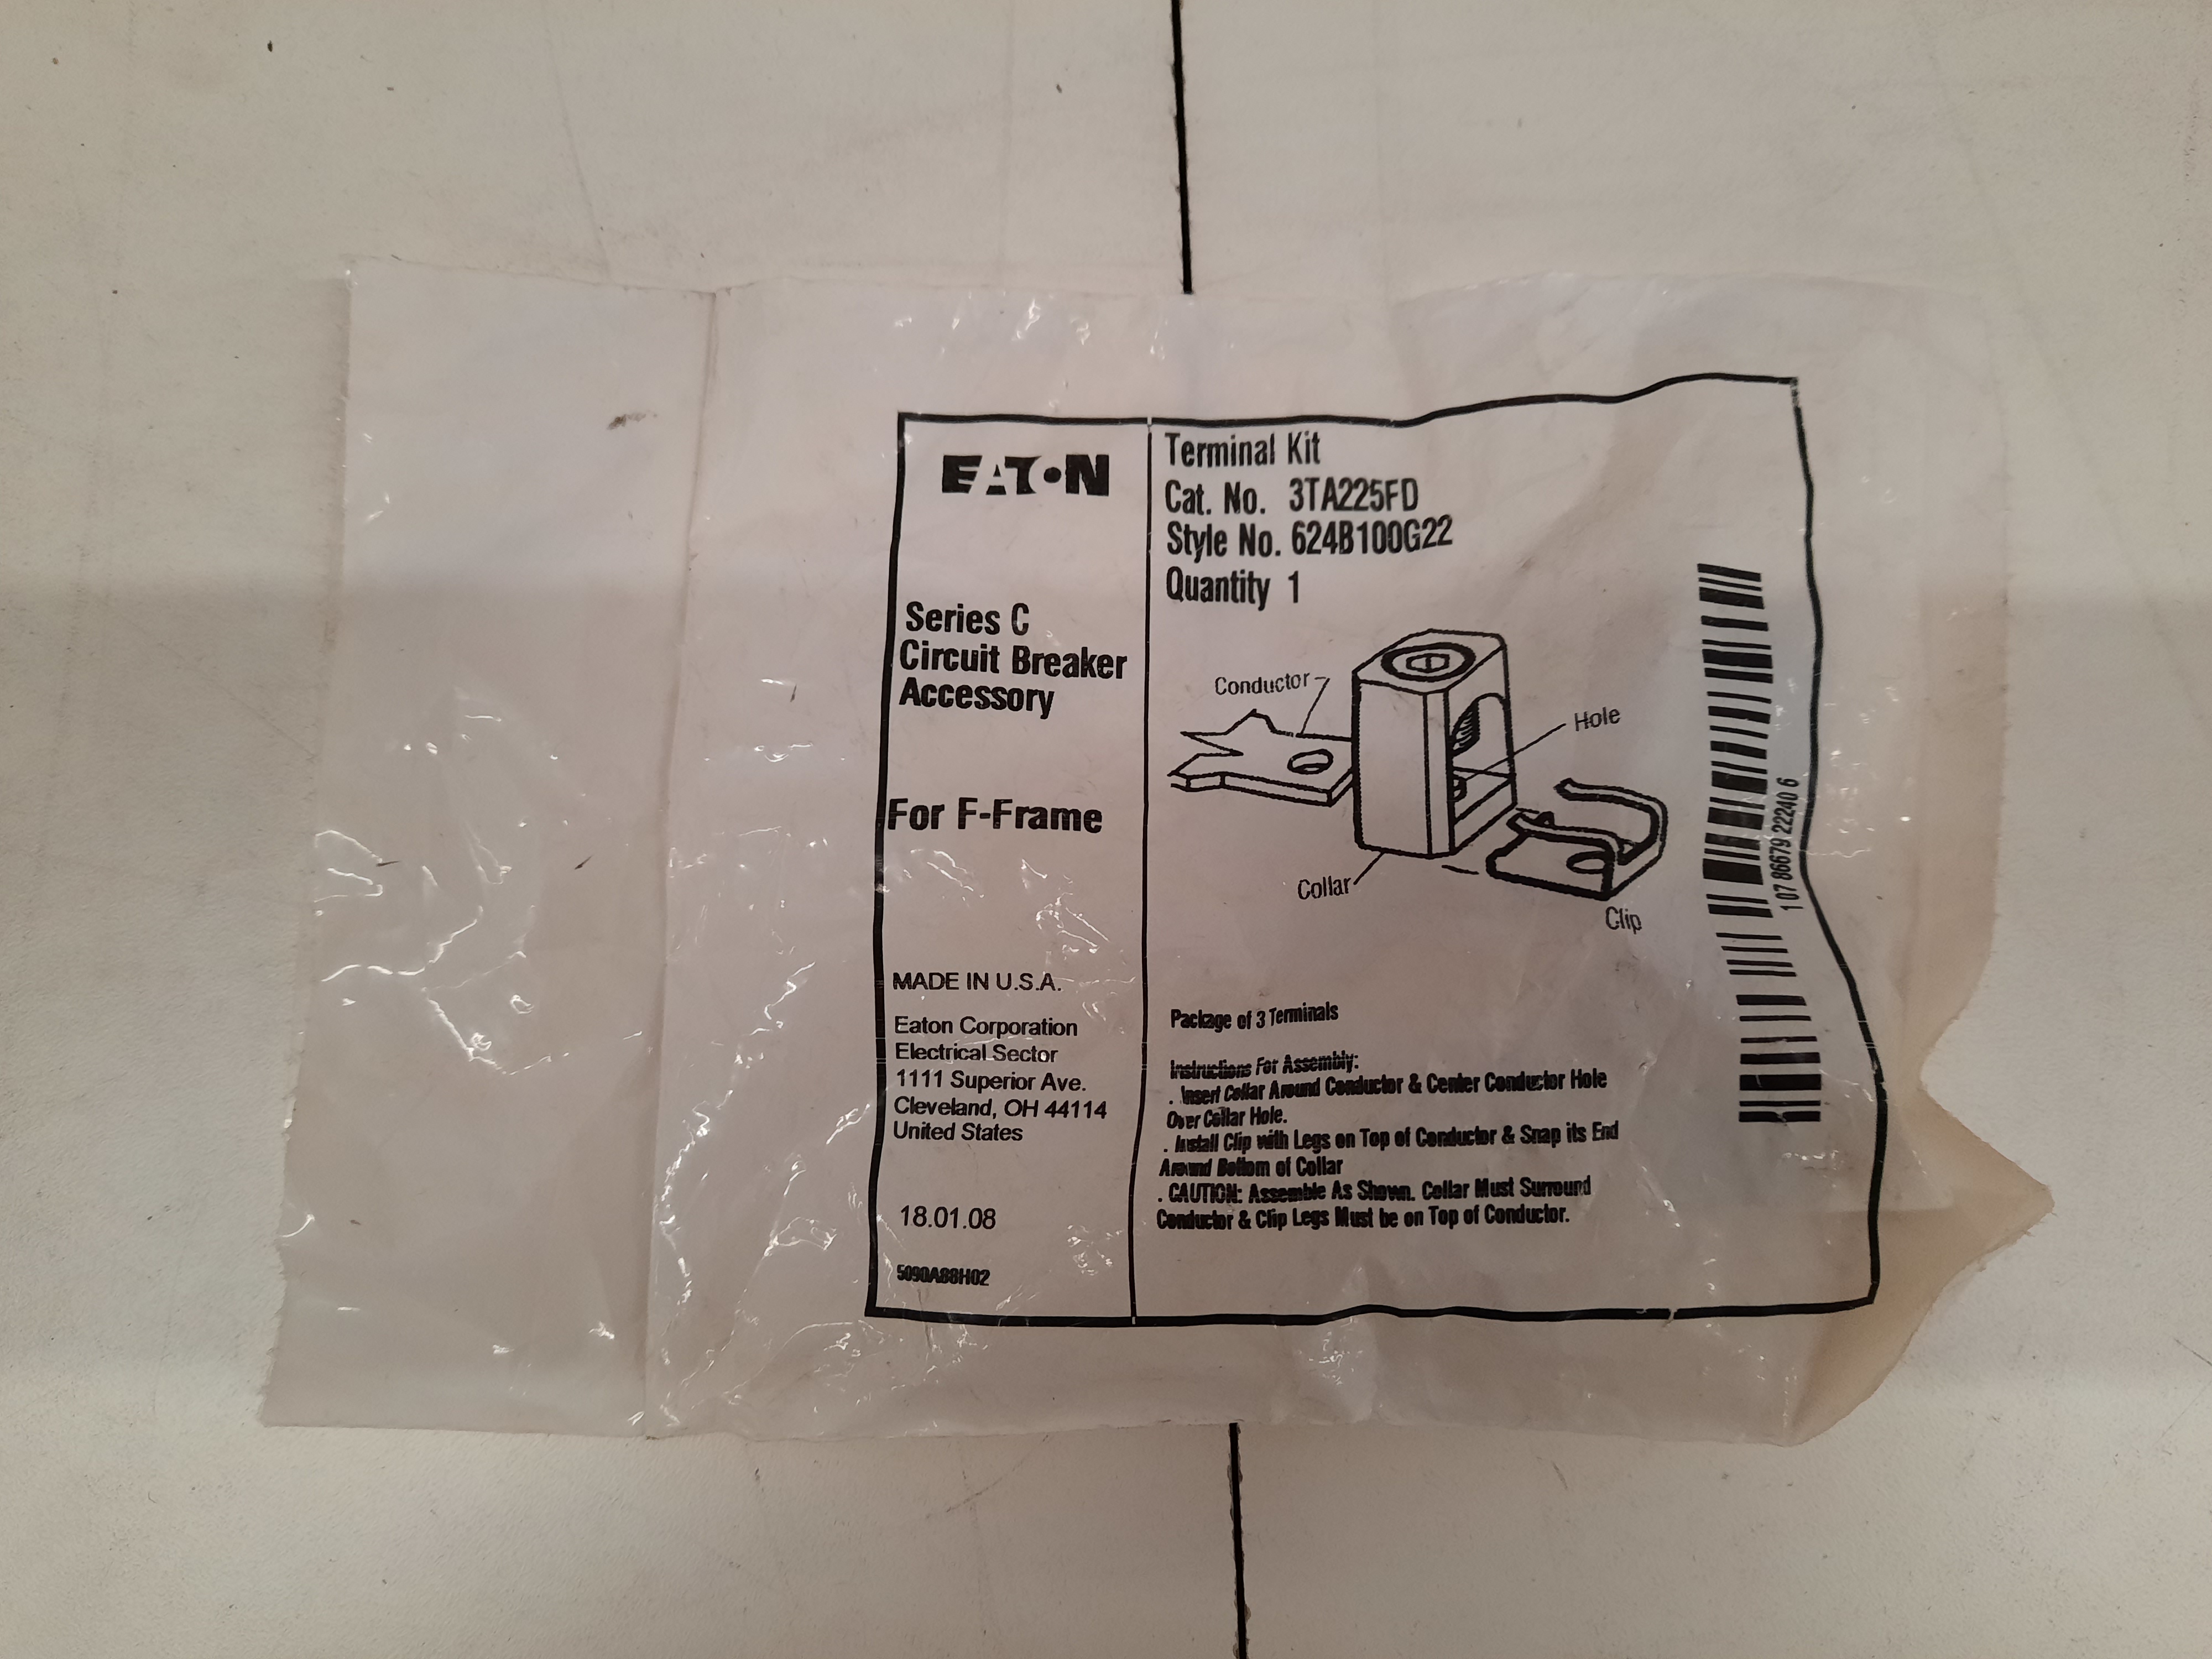 EATON
Series C
Circuit Breaker
Accessory
For F-Frame
MADE IN U.S.A.
Eaton Corporation
Electrical Sector
1111 Superior Ave.
Cleveland, OH 44114
United States
18.01.08
5090A88H02
Terminal Kit
Cat. No. 3TA225FD
Style No. 624B100G22
Quantity 1
Conductor
Hole
Collar
Clip
Package of 3 Terminals
Instructions For Assembly:
. Insert Collar Around Conductor & Center Conductor Hole
Over Collar Hole.
. Install Clip with Legs on Top of Conductor & Snap its End
Around Bottom of Collar
. CAUTION: Assemble As Shown. Collar Must Surround
Conductor & Clip Legs Must be on Top of Conductor.
1 07 86679 22240 6